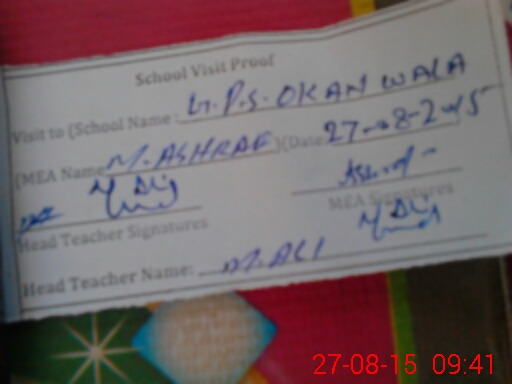 School Visit Proof
Visit to (School Name: G.P.S. OKAN WALA
(MEA Name M. ASHRAF )(Date 27-08-2015
Head Teacher Signatures MEA Signatures
Head Teacher Name: M. ALI
27-08-15 09:41